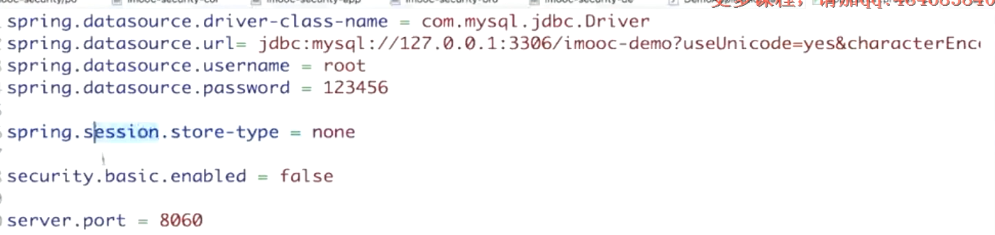 spring.datasource.driver-class-name = com.mysql.jdbc.Driver
spring.datasource.url= jdbc:mysql://127.0.0.1:3306/imooc-demo?useUnicode=yes&characterEnc
spring.datasource.username = root
spring.datasource.password = 123456
spring.session.store-type = none
security.basic.enabled = false
server.port = 8060